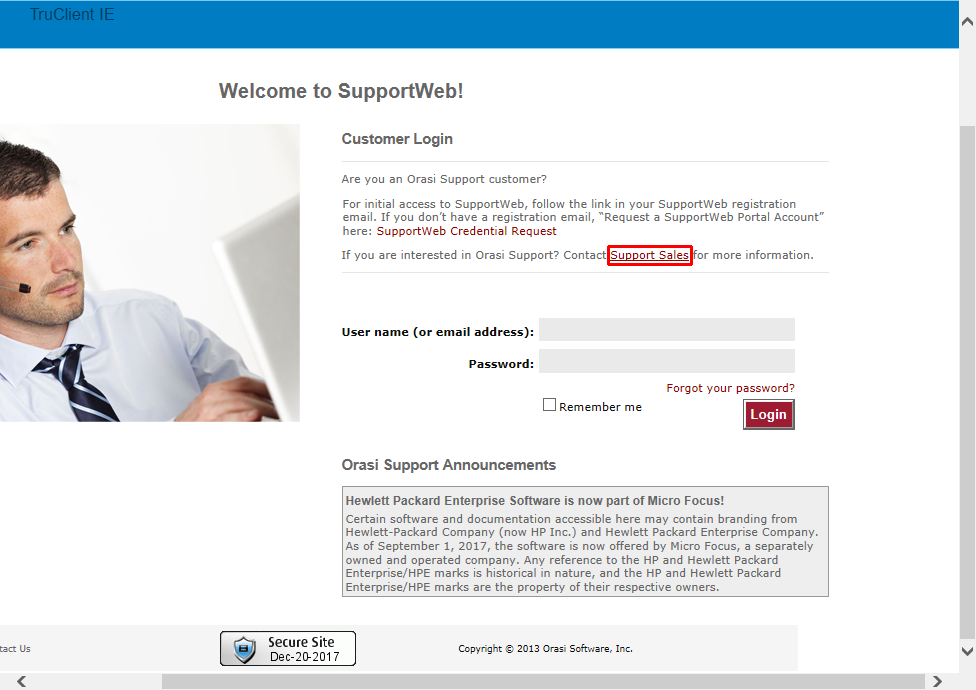 TruClient IE
Welcome to SupportWeb!
Customer Login
Are you an Orasi Support customer?
For initial access to SupportWeb, follow the link in your SupportWeb registration
email. If you don’t have a registration email, “Request a SupportWeb Portal Account”
here: SupportWeb Credential Request
If you are interested in Orasi Support? Contact Support Sales for more information.
User name (or email address):
Password:
Forgot your password?
Remember me
Login
Orasi Support Announcements
Hewlett Packard Enterprise Software is now part of Micro Focus!
Certain software and documentation accessible here may contain branding from
Hewlett-Packard Company (now HP Inc.) and Hewlett Packard Enterprise Company.
As of September 1, 2017, the software is now offered by Micro Focus, a separately
owned and operated company. Any reference to the HP and Hewlett Packard
Enterprise/HPE marks is historical in nature, and the HP and Hewlett Packard
Enterprise/HPE marks are the property of their respective owners.
tact Us
Secure Site
Dec-20-2017
Copyright © 2013 Orasi Software, Inc.